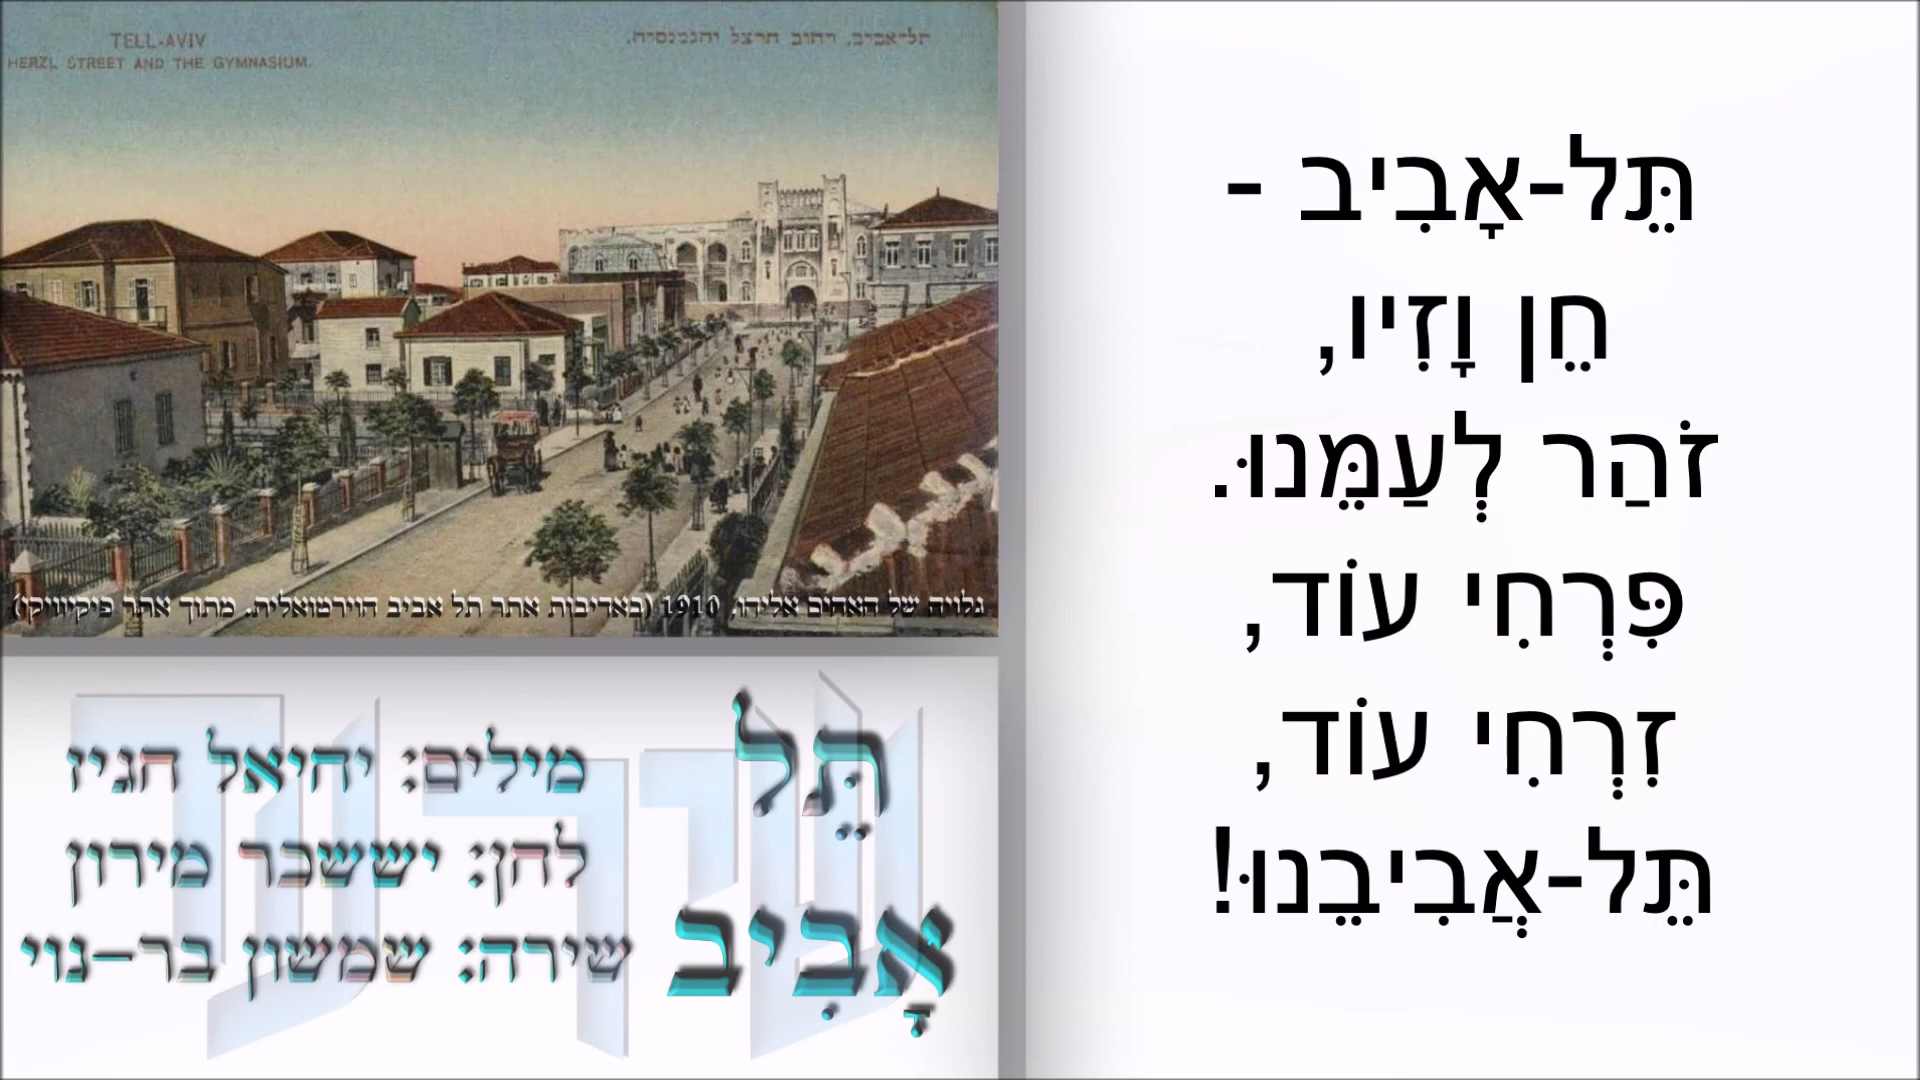 TELL-AVIV
HERZL STREET AND THE GYMNASIUM.
תל-אביב, רחוב הרצל והגמנסיה.
גלויה של האחים אליהו, 1910 (באדיבות אתר תל אביב הוירטואלית. מתוך אתר פיקיוויקי)
תֵּל
אָבִיב
מילים: יחיאל חגיז
לחן: יששכר מירון
שירה: שמשון בר-נוי
תֵּל-אָבִיב -
חֵן וָזִיו,
זֹהַר לְעַמֵּנוּ.
פִּרְחִי עוֹד,
זִרְחִי עוֹד,
תֵּל-אֲבִיבֵנוּ!